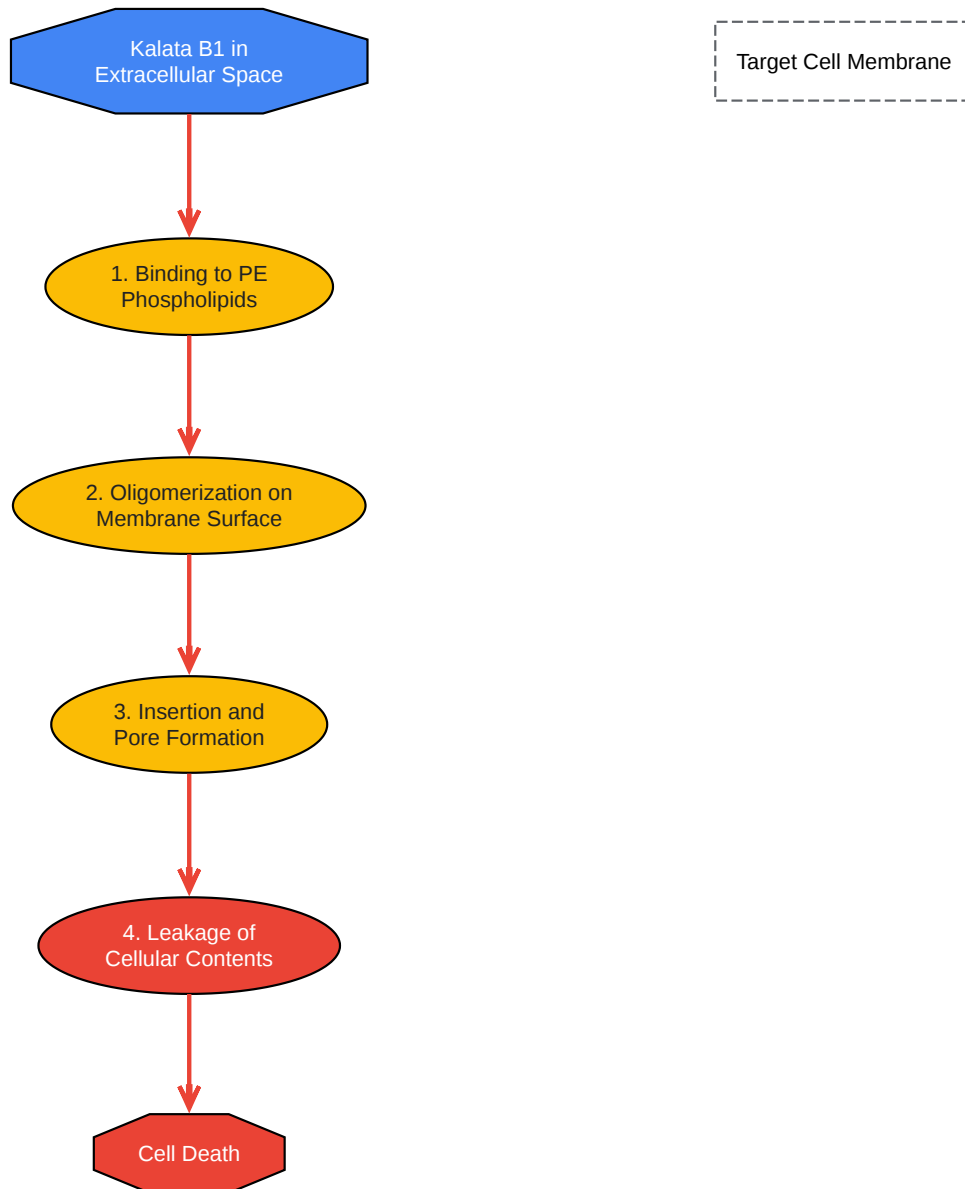 Kalata B1 in
Extracellular Space
Target Cell Membrane
1. Binding to PE
Phospholipids
2. Oligomerization on
Membrane Surface
3. Insertion and
Pore Formation
4. Leakage of
Cellular Contents
Cell Death